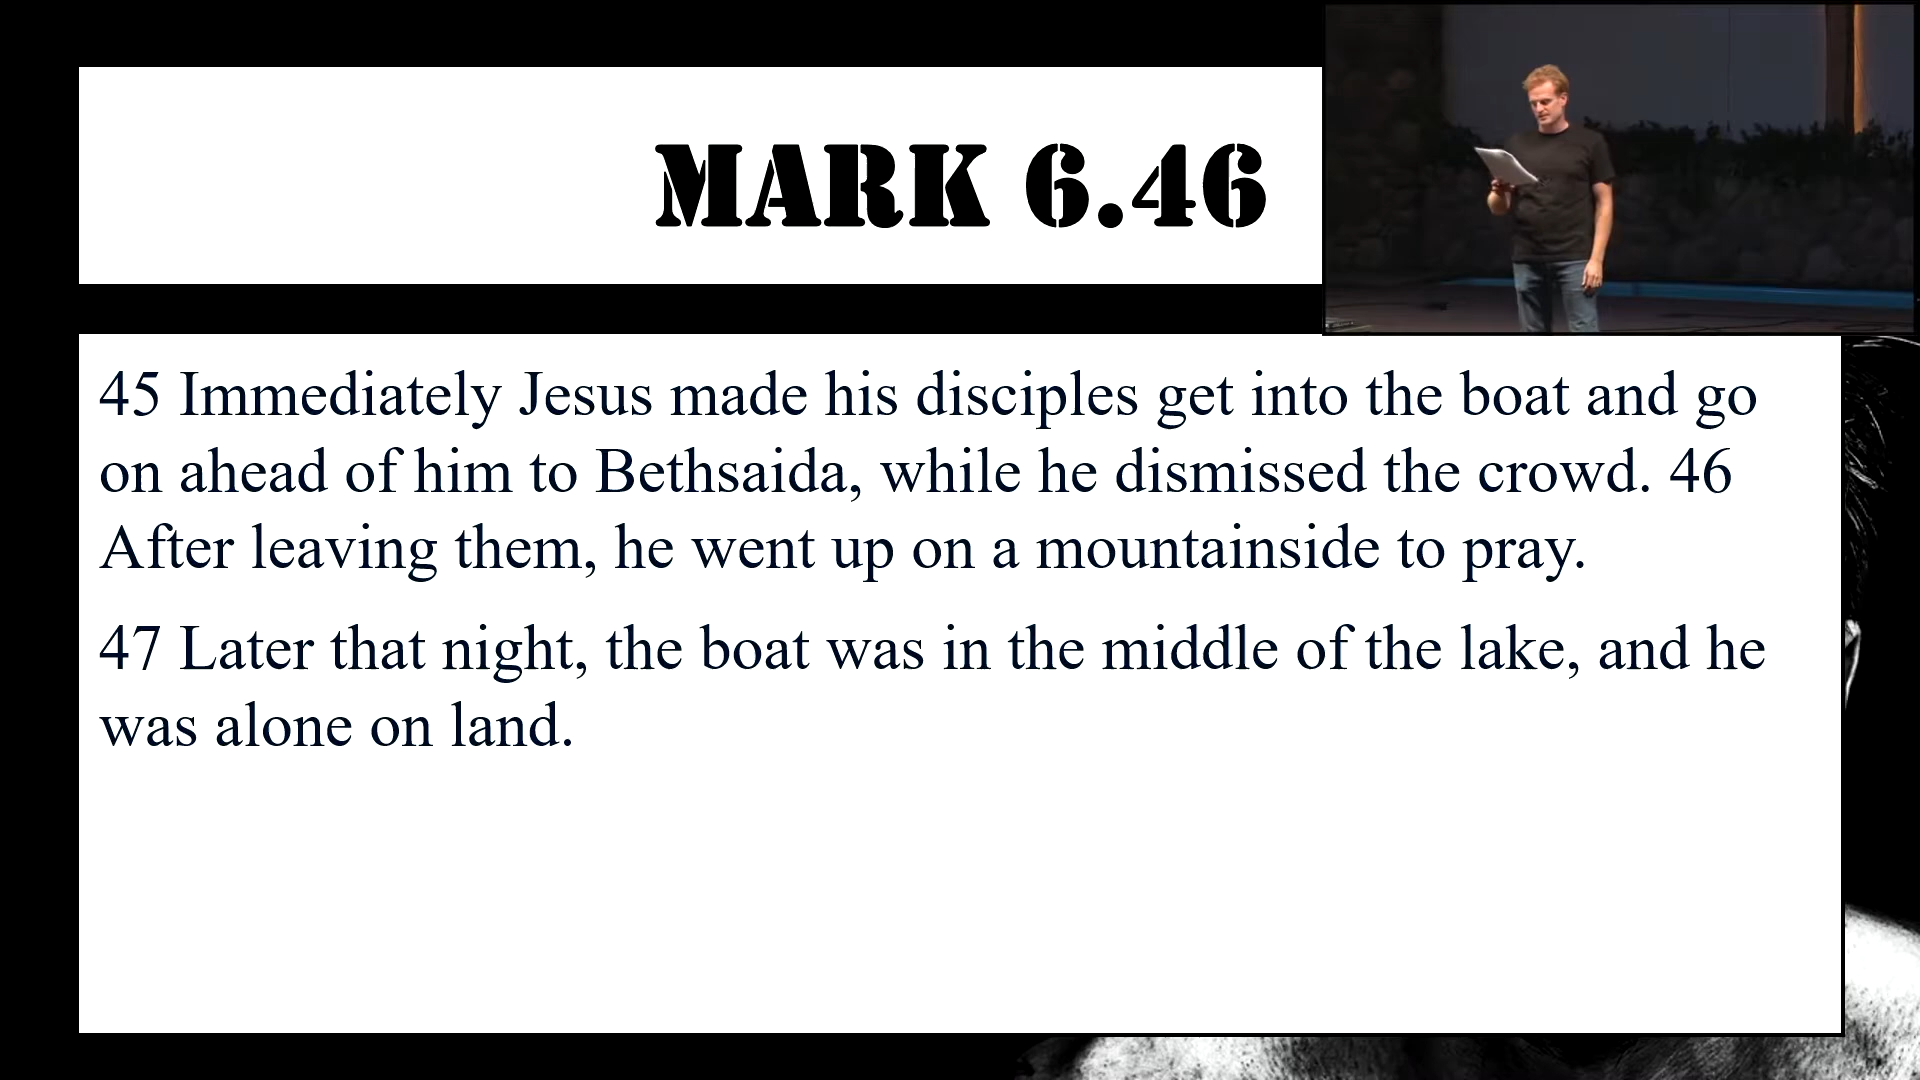 MARK 6.46
45 Immediately Jesus made his disciples get into the boat and go
on ahead of him to Bethsaida, while he dismissed the crowd. 46
After leaving them, he went up on a mountainside to pray.
47 Later that night, the boat was in the middle of the lake, and he
was alone on land.